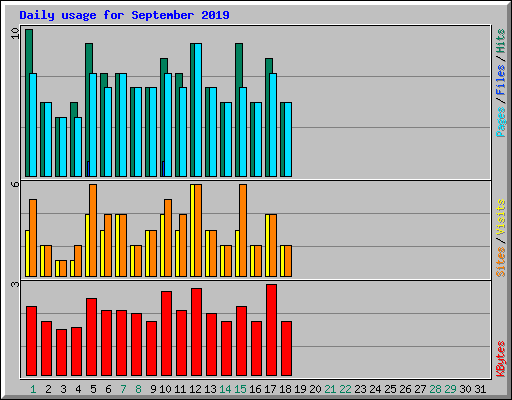 Daily usage for September 2019
10
6
3
Pages / Files / Hits
Sites / Visits
KBytes
1 2 3 4 5 6 7 8 9 10 11 12 13 14 15 16 17 18 19 20 21 22 23 24 25 26 27 28 29 30 31